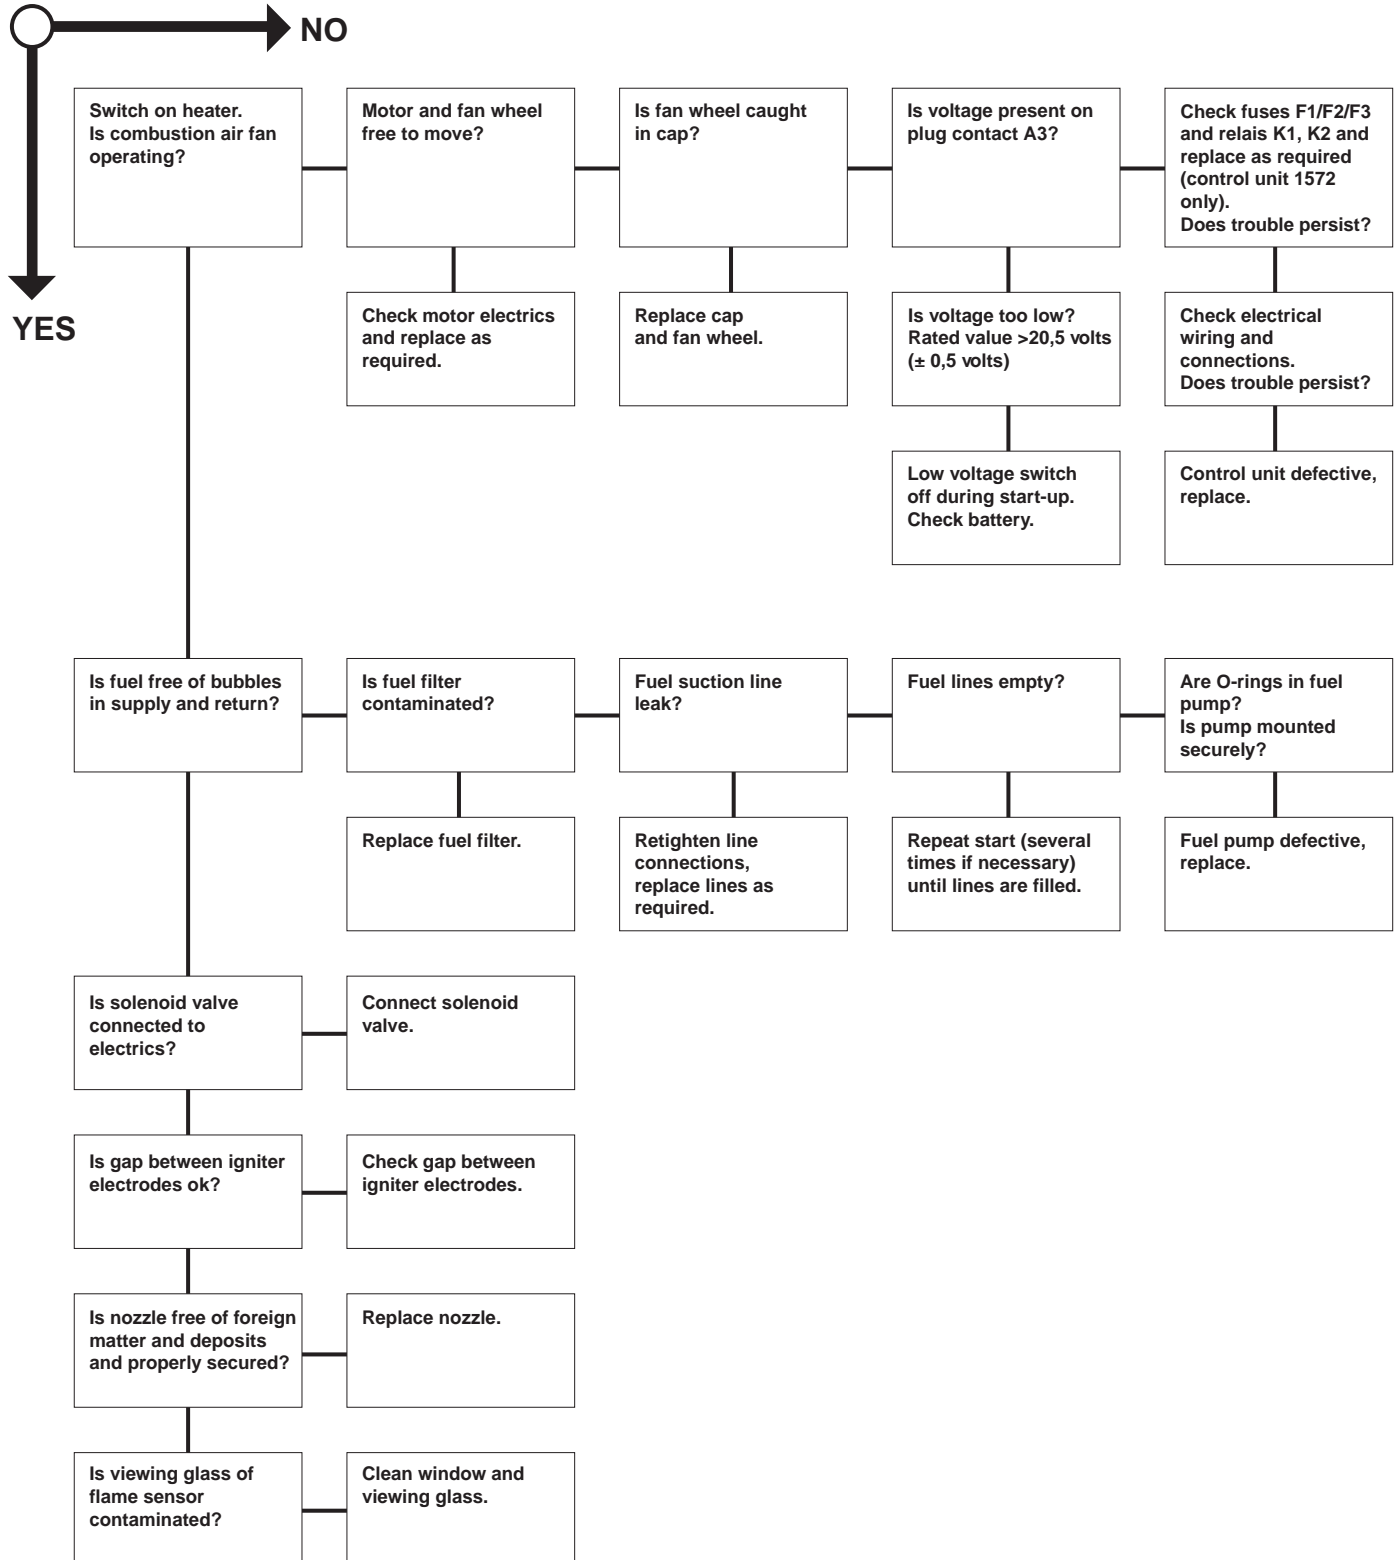 NO
YES
Switch on heater.
Is combustion air fan
operating?
Motor and fan wheel
free to move?
Is fan wheel caught
in cap?
Is voltage present on
plug contact A3?
Check fuses F1/F2/F3
and relais K1, K2 and
replace as required
(control unit 1572
only).
Does trouble persist?
Check motor electrics
and replace as
required.
Replace cap
and fan wheel.
Is voltage too low?
Rated value >20,5 volts
(± 0,5 volts)
Check electrical
wiring and
connections.
Does trouble persist?
Low voltage switch
off during start-up.
Check battery.
Control unit defective,
replace.
Is fuel free of bubbles
in supply and return?
Is fuel filter
contaminated?
Fuel suction line
leak?
Fuel lines empty?
Are O-rings in fuel
pump?
Is pump mounted
securely?
Replace fuel filter.
Retighten line
connections,
replace lines as
required.
Repeat start (several
times if necessary)
until lines are filled.
Fuel pump defective,
replace.
Is solenoid valve
connected to
electrics?
Connect solenoid
valve.
Is gap between igniter
electrodes ok?
Check gap between
igniter electrodes.
Is nozzle free of foreign
matter and deposits
and properly secured?
Replace nozzle.
Is viewing glass of
flame sensor
contaminated?
Clean window and
viewing glass.